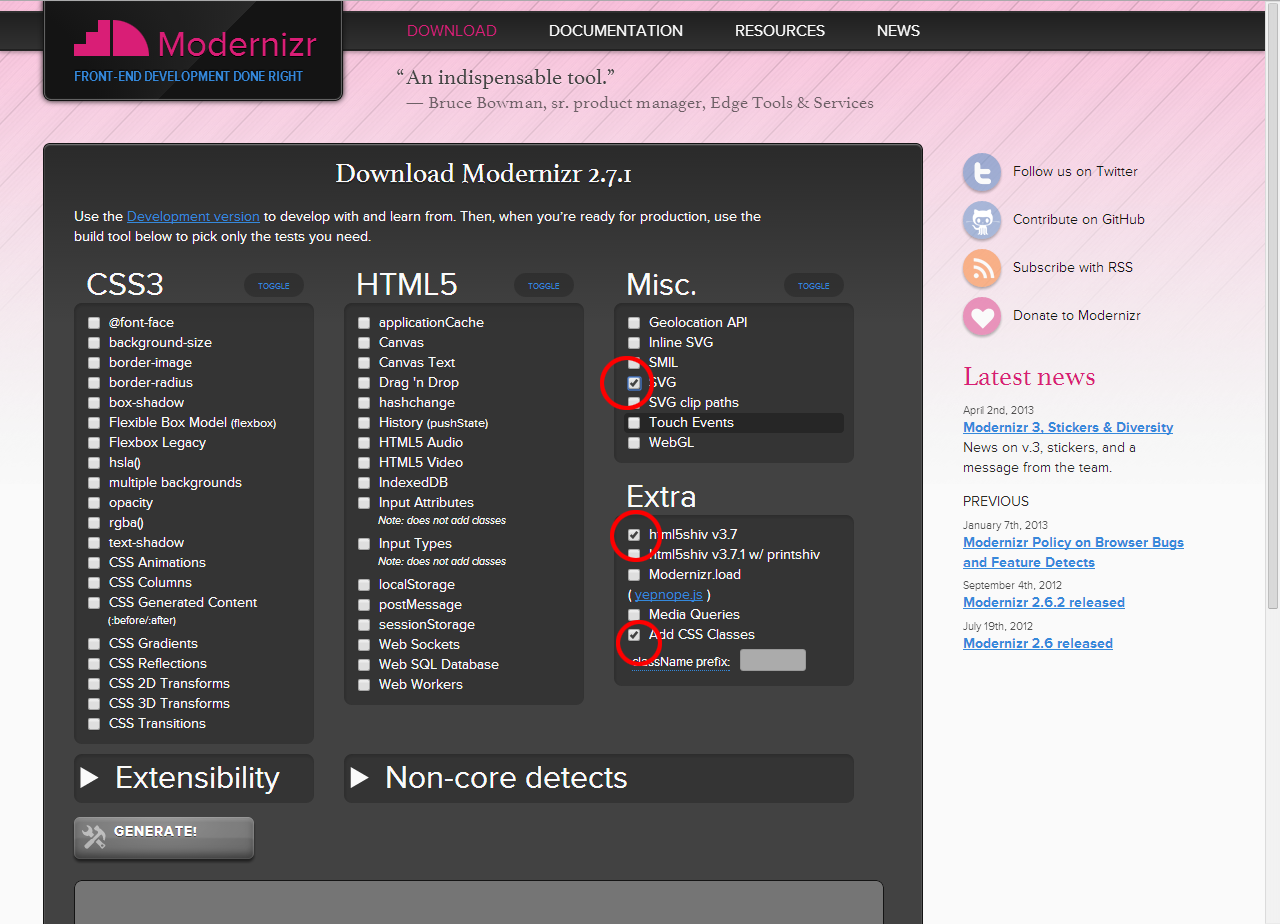 Modernizr
FRONT-END DEVELOPMENT DONE RIGHT
DOWNLOAD
DOCUMENTATION
RESOURCES
NEWS
“An indispensable tool.”
— Bruce Bowman, sr. product manager, Edge Tools & Services
Download Modernizr 2.7.1
Use the Development version to develop with and learn from. Then, when you’re ready for production, use the
build tool below to pick only the tests you need.
CSS3
TOGGLE
@font-face
background-size
border-image
border-radius
box-shadow
Flexible Box Model (flexbox)
Flexbox Legacy
hsla()
multiple backgrounds
opacity
rgba()
text-shadow
CSS Animations
CSS Columns
CSS Generated Content
(:before/:after)
CSS Gradients
CSS Reflections
CSS 2D Transforms
CSS 3D Transforms
CSS Transitions
HTML5
TOGGLE
applicationCache
Canvas
Canvas Text
Drag 'n Drop
hashchange
History (pushState)
HTML5 Audio
HTML5 Video
IndexedDB
Input Attributes
Note: does not add classes
Input Types
Note: does not add classes
localStorage
postMessage
sessionStorage
Web Sockets
Web SQL Database
Web Workers
Misc.
TOGGLE
Geolocation API
Inline SVG
SMIL
SVG
SVG clip paths
Touch Events
WebGL
Extra
html5shiv v3.7
html5shiv v3.7.1 w/ printshiv
Modernizr.load
( yepnope.js )
Media Queries
Add CSS Classes
className prefix:
Extensibility
Non-core detects
GENERATE!
Follow us on Twitter
Contribute on GitHub
Subscribe with RSS
Donate to Modernizr
Latest news
April 2nd, 2013
Modernizr 3, Stickers & Diversity
News on v.3, stickers, and a
message from the team.
PREVIOUS
January 7th, 2013
Modernizr Policy on Browser Bugs
and Feature Detects
September 4th, 2012
Modernizr 2.6.2 released
July 19th, 2012
Modernizr 2.6 released